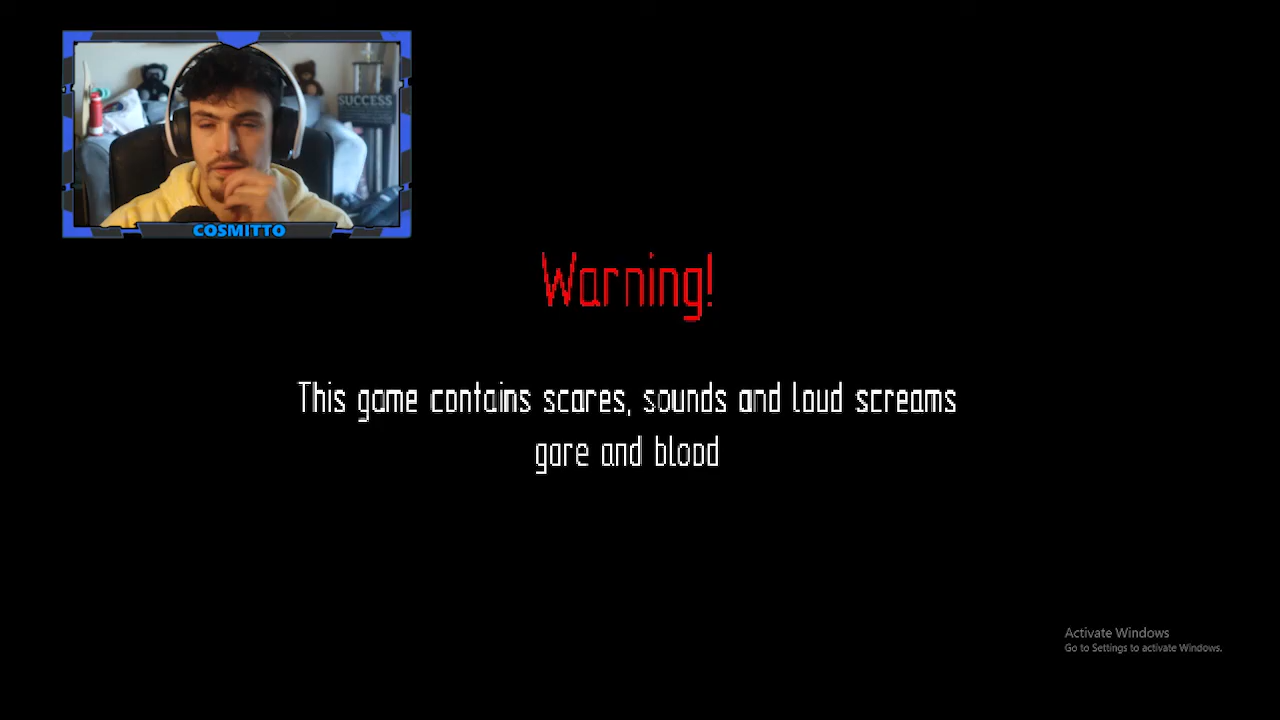 SUCCESS
COSMITTO
Warning!
This game contains scares, sounds and loud screams
gore and blood
Activate Windows
Go to Settings to activate Windows.